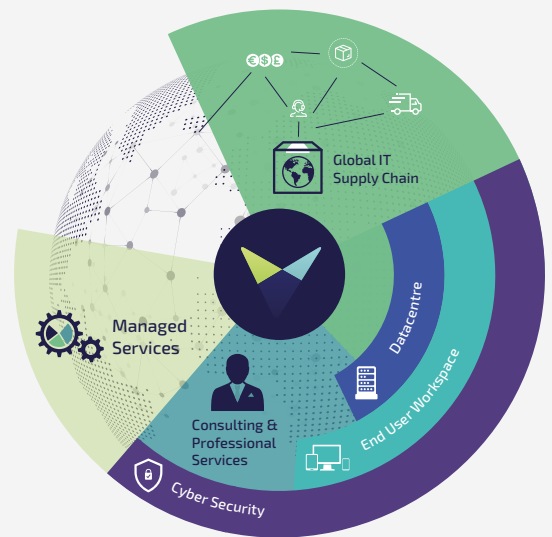 € $ £
Global IT
Supply Chain
Managed
Services
Consulting &
Professional
Services
Datacentre
End User Workspace
Cyber Security